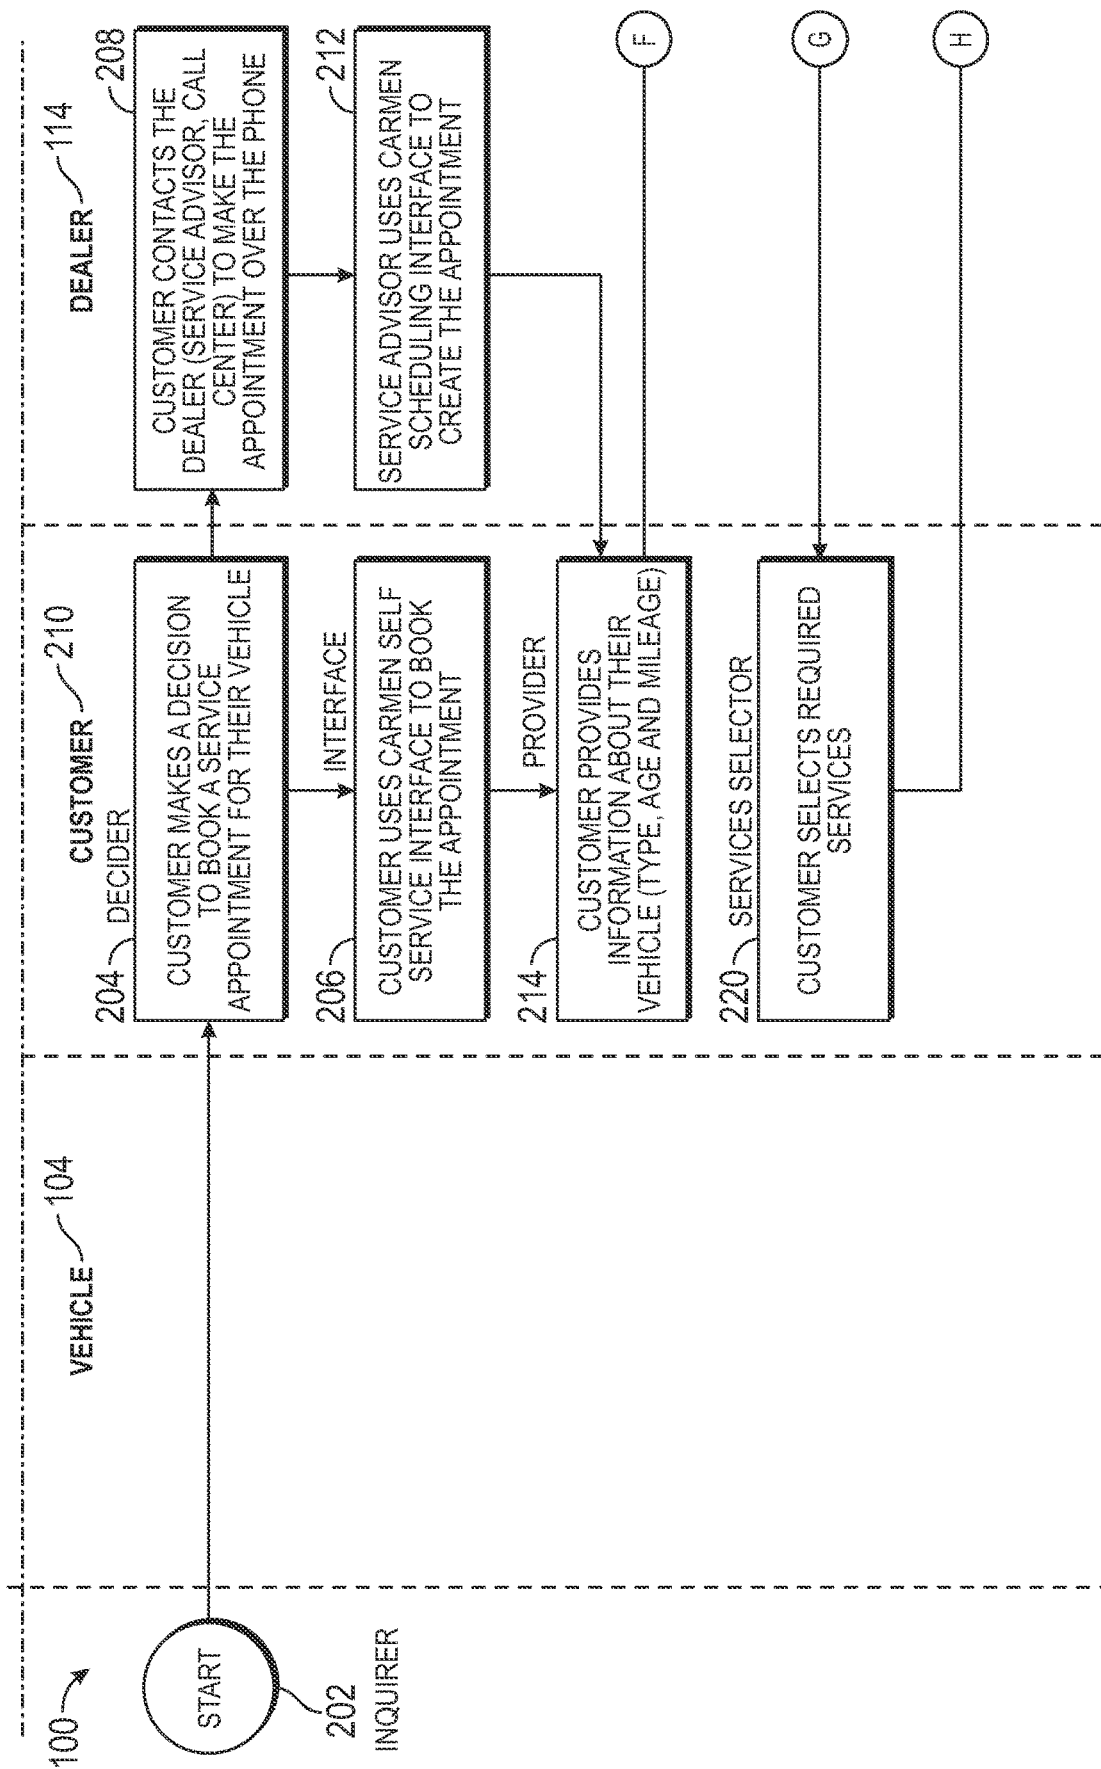 100
VEHICLE 104
CUSTOMER 210
DEALER 114
START
202
INQUIRER
204 DECIDER
CUSTOMER MAKES A DECISION
TO BOOK A SERVICE
APPOINTMENT FOR THEIR VEHICLE
208
CUSTOMER CONTACTS THE
DEALER (SERVICE ADVISOR, CALL
CENTER) TO MAKE THE
APPOINTMENT OVER THE PHONE
206
INTERFACE
CUSTOMER USES CARMEN SELF
SERVICE INTERFACE TO BOOK
THE APPOINTMENT
212
SERVICE ADVISOR USES CARMEN
SCHEDULING INTERFACE TO
CREATE THE APPOINTMENT
214
PROVIDER
CUSTOMER PROVIDES
INFORMATION ABOUT THEIR
VEHICLE (TYPE, AGE AND MILEAGE)
F
220 SERVICES SELECTOR
CUSTOMER SELECTS REQUIRED
SERVICES
G
H